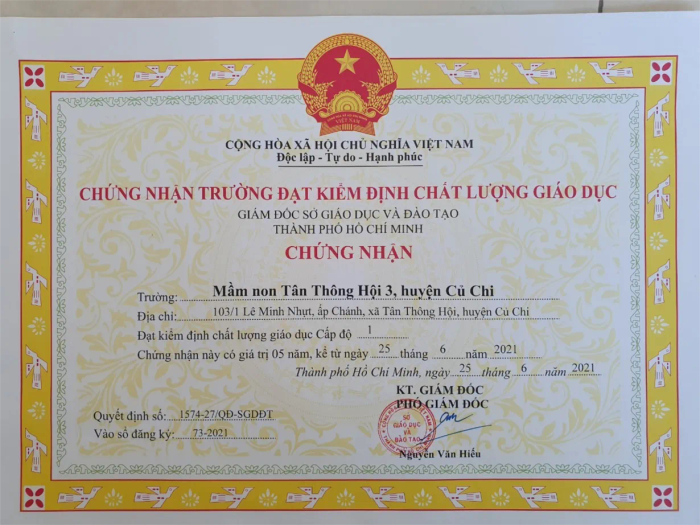 CỘNG HÒA XÃ HỘI CHỦ NGHĨA VIỆT NAM
Độc lập - Tự do - Hạnh phúc
CHỨNG NHẬN TRƯỜNG ĐẠT KIỂM ĐỊNH CHẤT LƯỢNG GIÁO DỤC
GIÁM ĐỐC SỞ GIÁO DỤC VÀ ĐÀO TẠO
THÀNH PHỐ HỒ CHÍ MINH
CHỨNG NHẬN
Trường: Mầm non Tân Thông Hội 3, huyện Củ Chi
Địa chỉ: 103/1 Lê Minh Nhựt, ấp Chánh, xã Tân Thông Hội, huyện Củ Chi
Đạt kiểm định chất lượng giáo dục Cấp độ 1
Chứng nhận này có giá trị 05 năm, kể từ ngày 25 tháng 6 năm 2021
Thành phố Hồ Chí Minh, ngày 25 tháng 6 năm 2021
KT. GIÁM ĐỐC
PHÓ GIÁM ĐỐC
Quyết định số: 1574-27/QĐ-SGDĐT
Vào sổ đăng ký: 73-2021
SỞ
GIÁO DỤC
VÀ
ĐÀO TẠO
Nguyễn Văn Hiếu